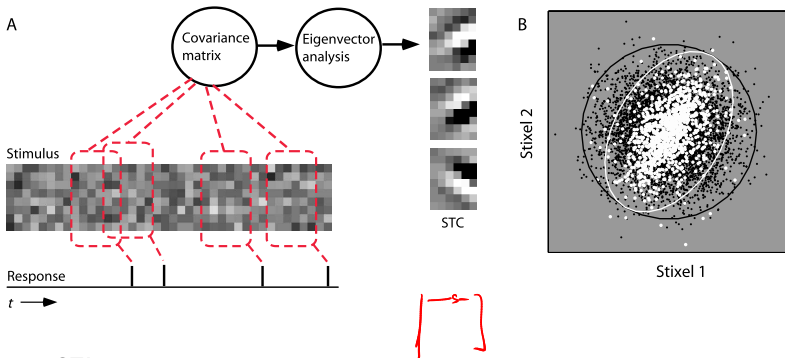 A
Covariance
matrix
Eigenvector
analysis
B
Stimulus
Stixel 2
STC
Stixel 1
Response
t